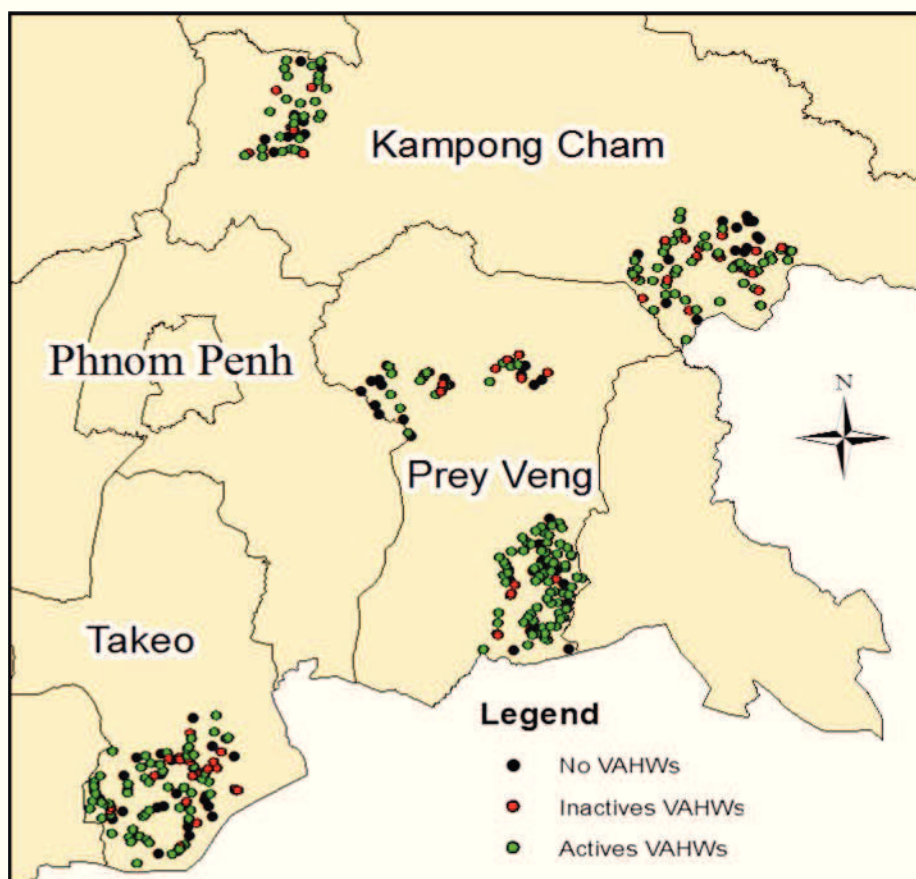 Kampong Cham
Phnom Penh
N
Prey Veng
Takeo
Legend
No VAHWs
Inactives VAHWs
Actives VAHWs